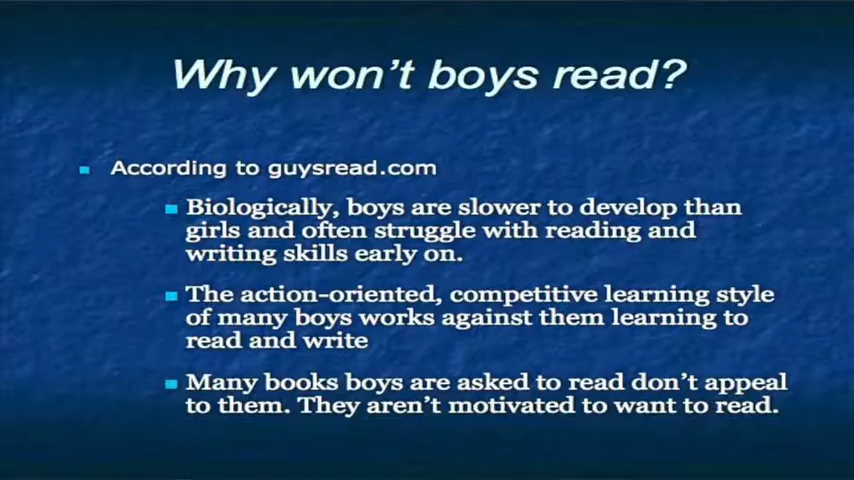 Why won't boys read?
According to guysread.com
Biologically, boys are slower to develop than
girls and often struggle with reading and
writing skills early on.
The action-oriented, competitive learning style
of many boys works against them learning to
read and write
Many books boys are asked to read don't appeal
to them. They aren't motivated to want to read.